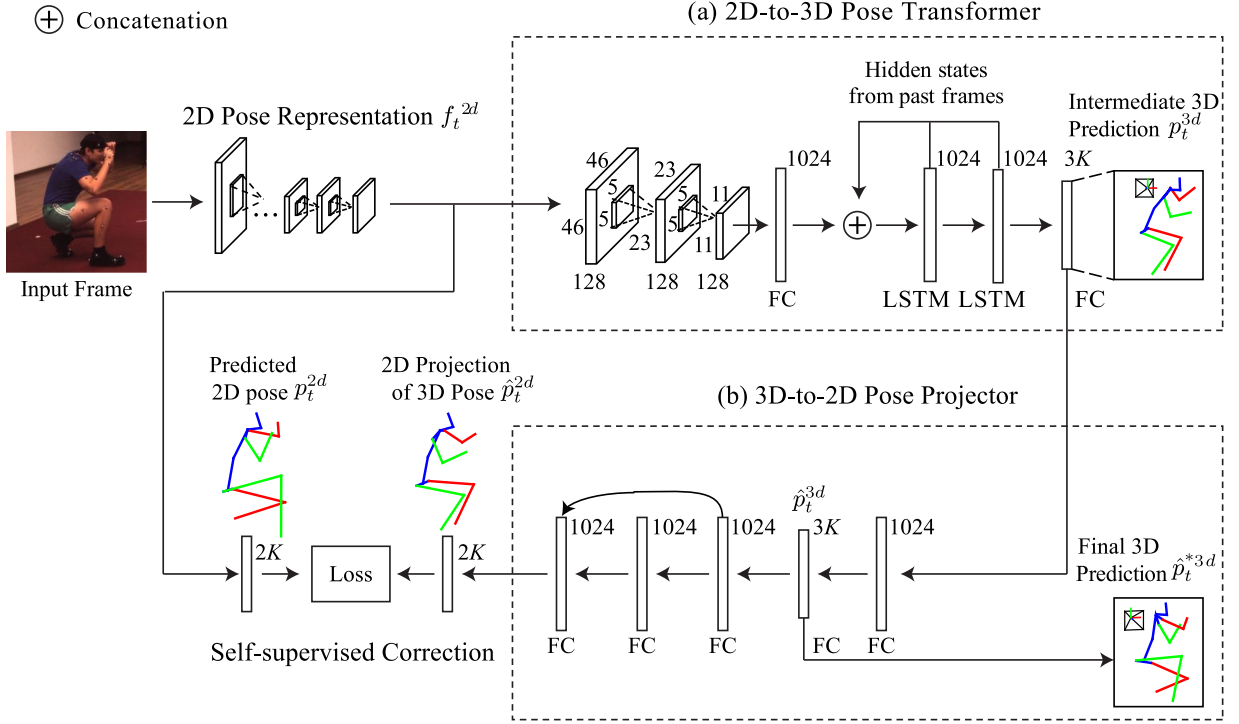 Concatenation
(a) 2D-to-3D Pose Transformer
2D Pose Representation f_t^{2d}
Hidden states
from past frames
Intermediate 3D
Prediction p_t^{3d}
46
46
5
5
128
23
23
5
5
128
11
11
128
1024
FC
1024
LSTM
1024
LSTM
3K
FC
Input Frame
Predicted
2D pose p_t^{2d}
2D Projection
of 3D Pose \hat{p}_t^{2d}
(b) 3D-to-2D Pose Projector
2K
Loss
2K
1024
FC
1024
FC
1024
FC
\hat{p}_t^{3d}
3K
FC
1024
FC
Final 3D
Prediction \hat{p}_t^{*3d}
Self-supervised Correction